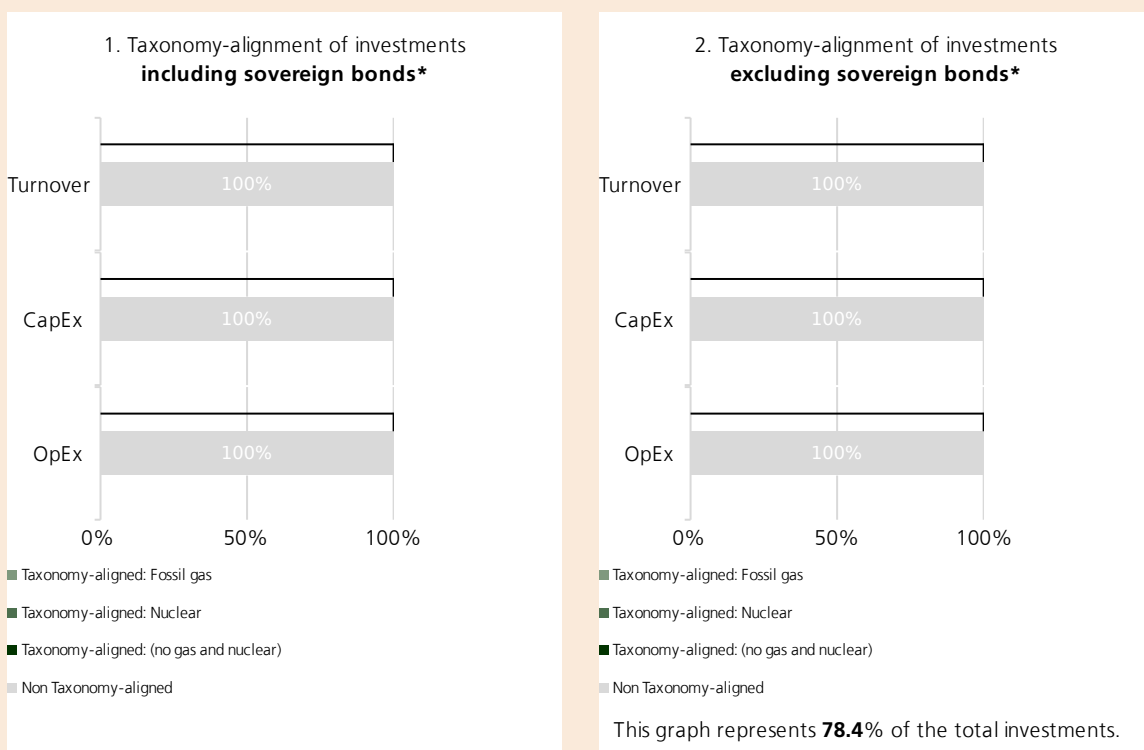 1. Taxonomy-alignment of investments
including sovereign bonds*
Turnover
100%
CapEx
100%
OpEx
100%
0% 50% 100%
Taxonomy-aligned: Fossil gas
Taxonomy-aligned: Nuclear
Taxonomy-aligned: (no gas and nuclear)
Non Taxonomy-aligned
2. Taxonomy-alignment of investments
excluding sovereign bonds*
Turnover
100%
CapEx
100%
OpEx
100%
0% 50% 100%
Taxonomy-aligned: Fossil gas
Taxonomy-aligned: Nuclear
Taxonomy-aligned: (no gas and nuclear)
Non Taxonomy-aligned
This graph represents 78.4% of the total investments.